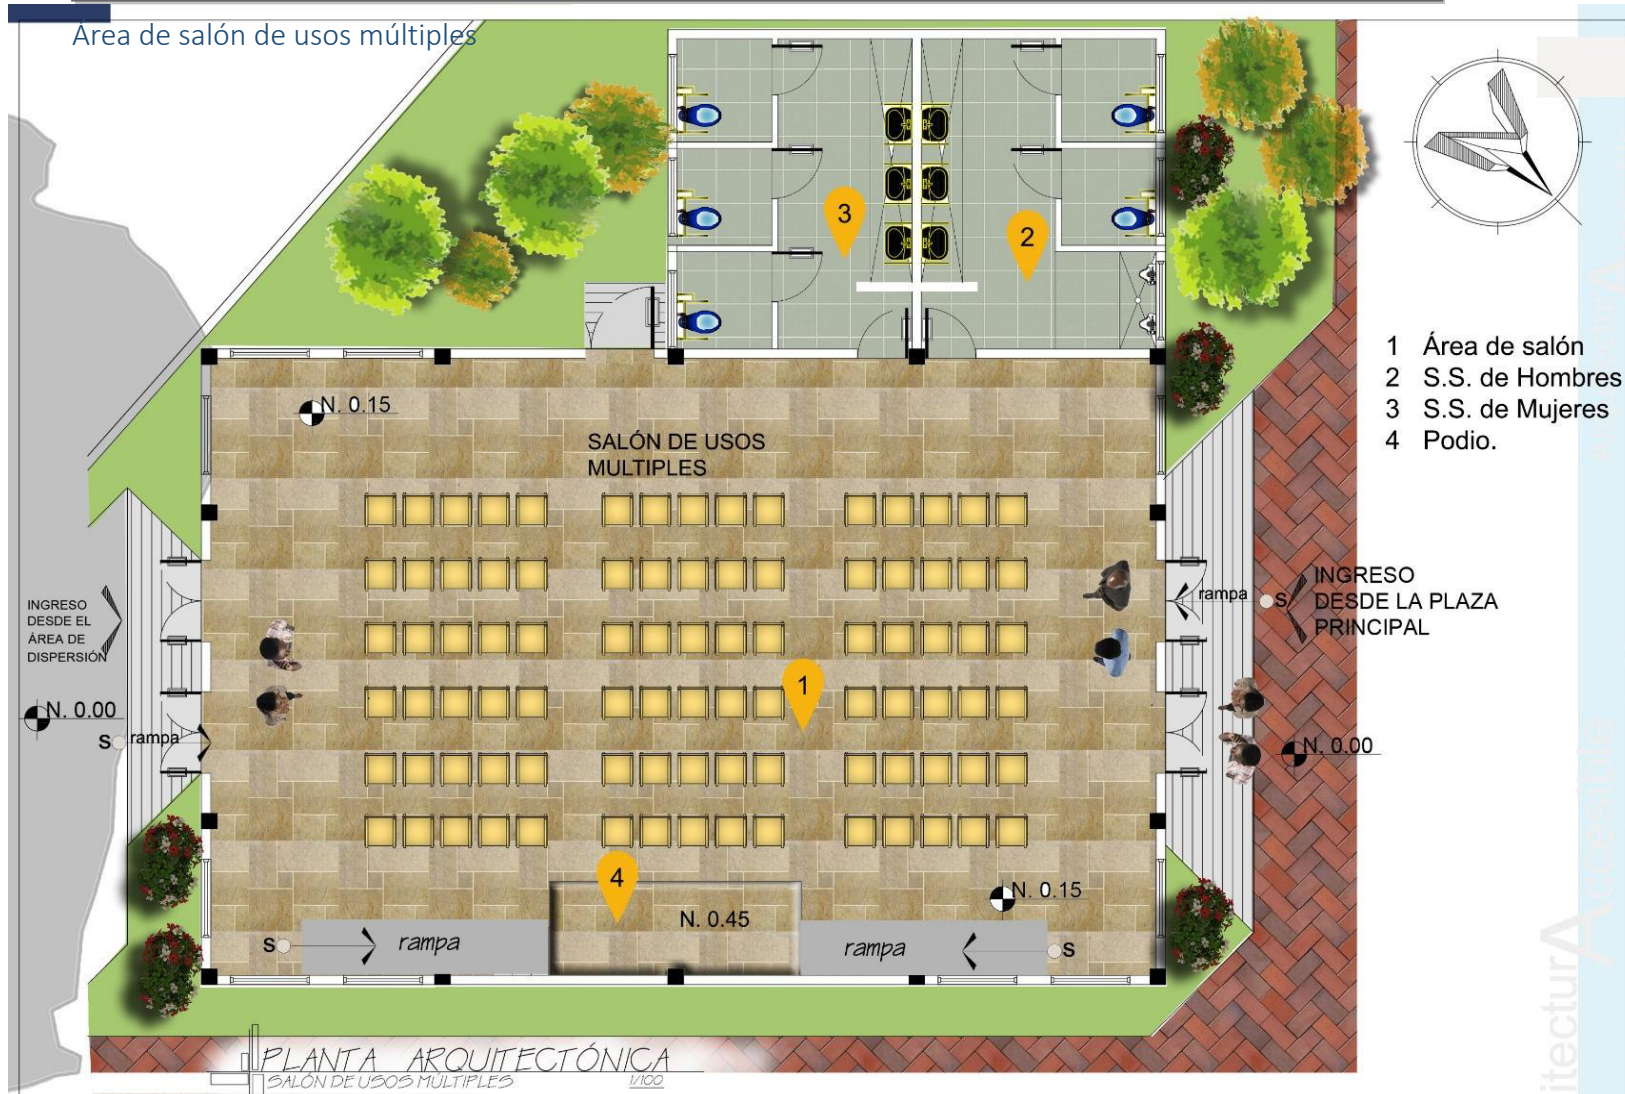 Área de salón de usos múltiples
3
2
1 Área de salón
2 S.S. de Hombres
3 S.S. de Mujeres
4 Podio.
N. 0.15
SALÓN DE USOS
MULTIPLES
INGRESO
DESDE EL
ÁREA DE
DISPERSIÓN
rampa
S
INGRESO
DESDE LA PLAZA
PRINCIPAL
1
N. 0.00
S
rampa
N. 0.00
4
N. 0.15
N. 0.45
S
rampa
rampa
S
PLANTA ARQUITECTÓNICA
SALÓN DE USOS MÚLTIPLES 1/100
Accesible
itecturA